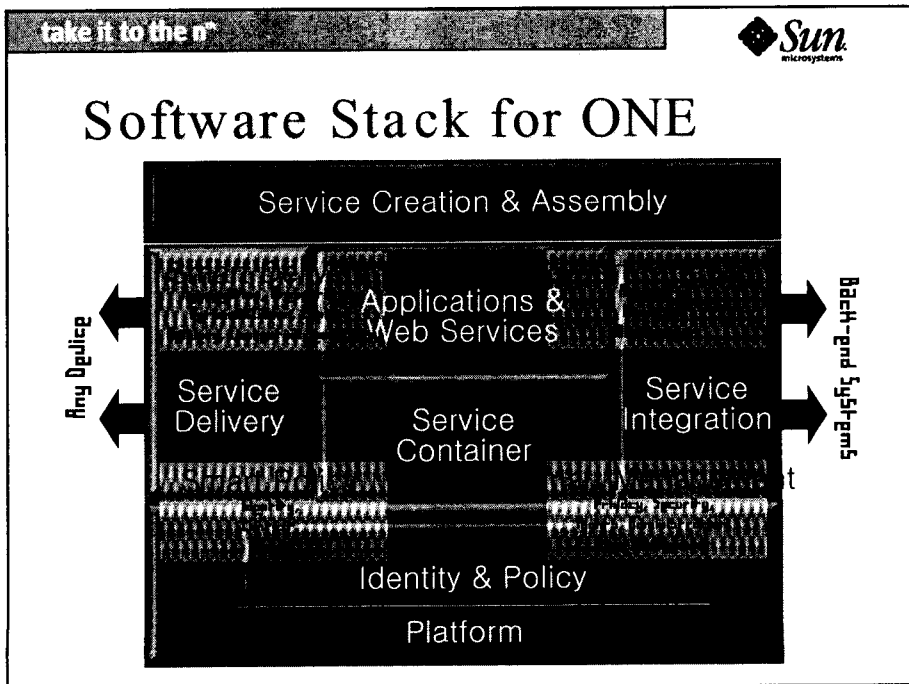 take it to the n
Sun
microsystems
Software Stack for ONE
Service Creation & Assembly
Applications &
Web Services
Any Device
Back-end Systems
Service
Delivery
Service
Container
Service
Integration
Identity & Policy
Platform